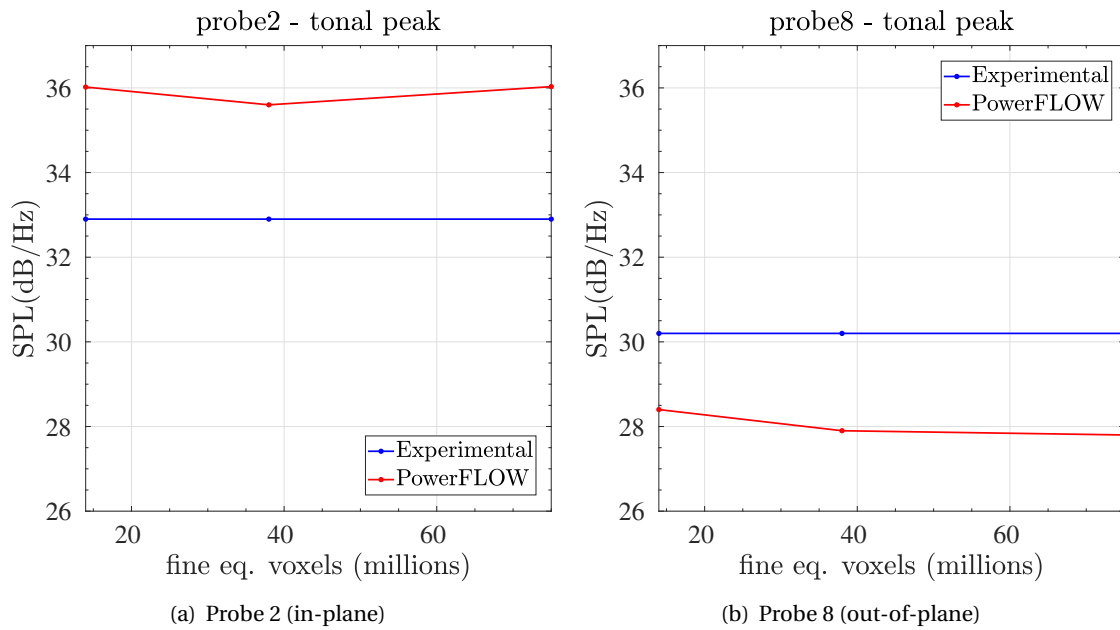 probe2 - tonal peak
SPL(dB/Hz)
36
34
32
30
28
26
20
40
60
fine eq. voxels (millions)
Experimental
PowerFLOW
(a) Probe 2 (in-plane)
probe8 - tonal peak
SPL(dB/Hz)
36
34
32
30
28
26
20
40
60
fine eq. voxels (millions)
Experimental
PowerFLOW
(b) Probe 8 (out-of-plane)